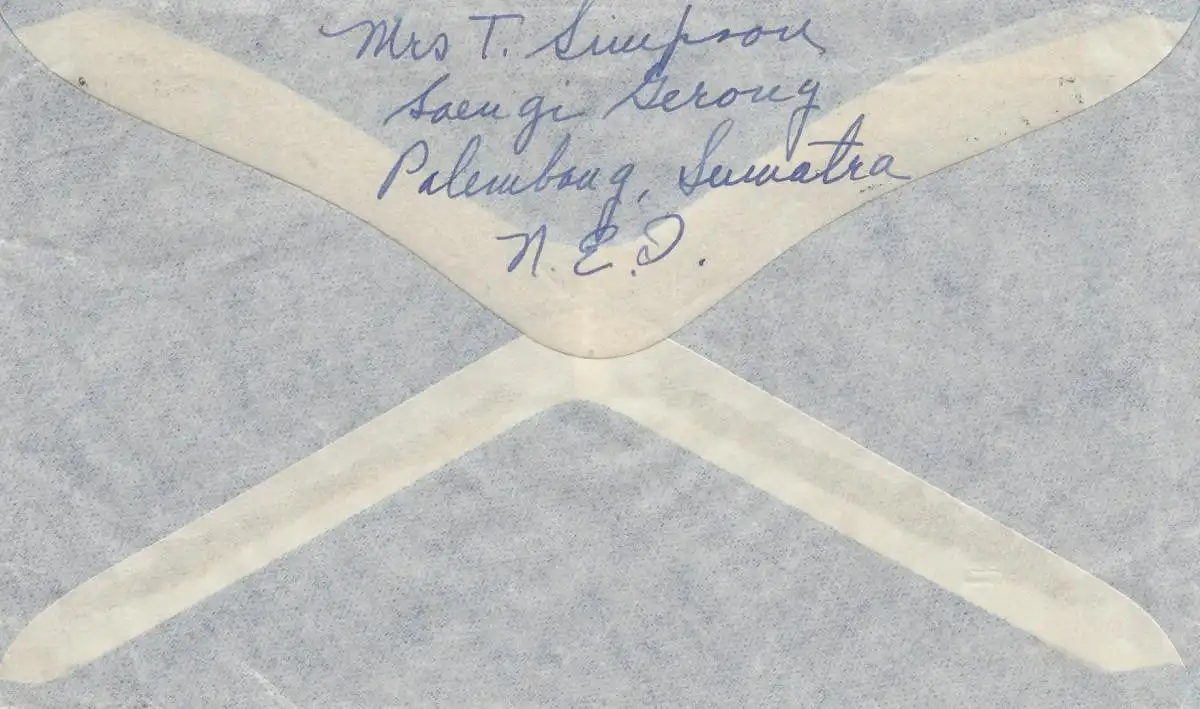 Mrs T. Simpson
Soengi Gerong
Palembang, Sumatra
N.E.I.